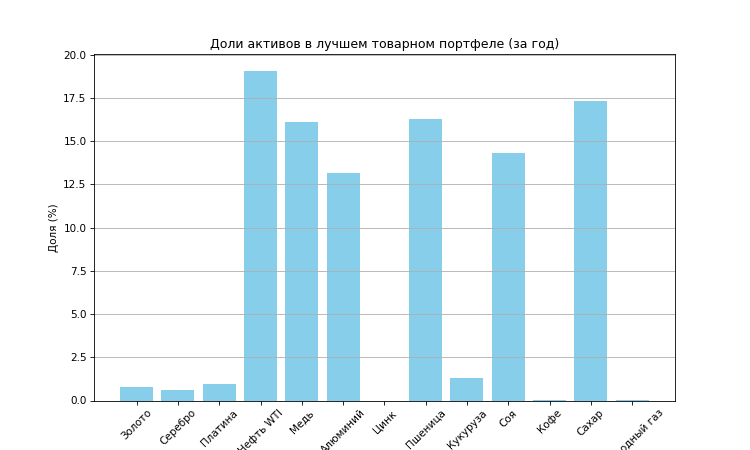 Доли активов в лучшем товарном портфеле (за год)
Доля (%)
20.0
17.5
15.0
12.5
10.0
7.5
5.0
2.5
0.0
Золото
Серебро
Платина
Нефть WTI
Медь
Алюминий
Цинк
Пшеница
Кукуруза
Соя
Кофе
Сахар
газ